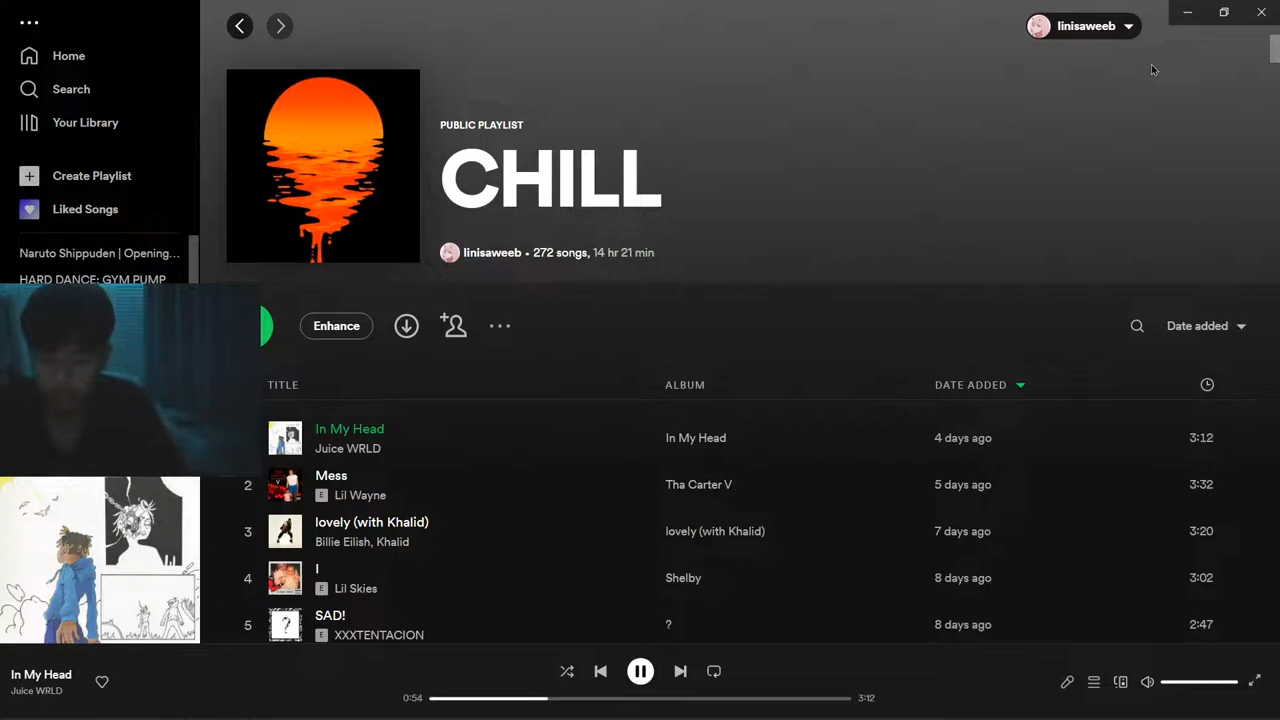 Home
Search
Your Library
Create Playlist
Liked Songs
Naruto Shippuden | Opening...
HARD DANCE: GYM PUMP
linisaweeb
PUBLIC PLAYLIST
CHILL
linisaweeb • 272 songs, 14 hr 21 min
Enhance
Date added
TITLE ALBUM DATE ADDED
In My Head In My Head 4 days ago 3:12
Juice WRLD
2 Mess Tha Carter V 5 days ago 3:32
E Lil Wayne
3 lovely (with Khalid) lovely (with Khalid) 7 days ago 3:20
Billie Eilish, Khalid
4 I Shelby 8 days ago 3:02
E Lil Skies
5 SAD! ? 8 days ago 2:47
E XXXTENTACION
In My Head
Juice WRLD
0:54 3:12